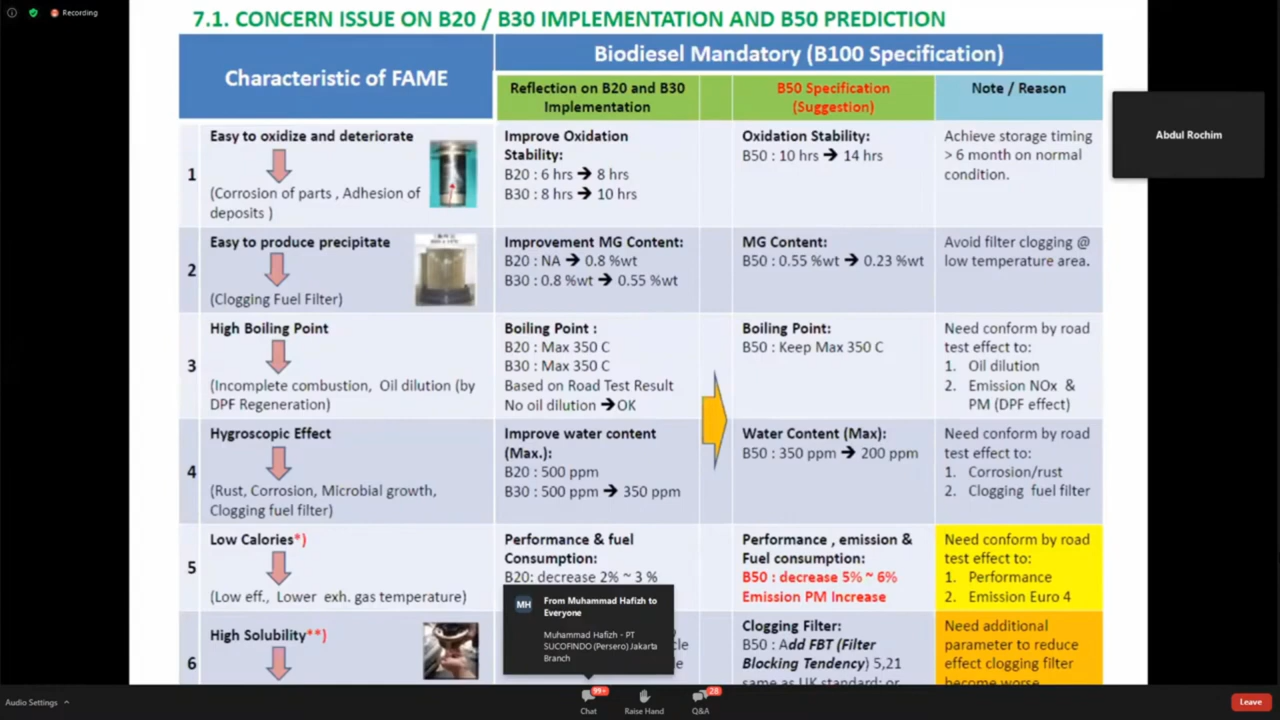 Recording
7.1. CONCERN ISSUE ON B20 / B30 IMPLEMENTATION AND B50 PREDICTION
Characteristic of FAME
Biodiesel Mandatory (B100 Specification)
Reflection on B20 and B30
Implementation
B50 Specification
(Suggestion)
Note / Reason
Abdul Rochim
1
Easy to oxidize and deteriorate
(Corrosion of parts , Adhesion of
deposits )
Improve Oxidation
Stability:
B20 : 6 hrs ➔ 8 hrs
B30 : 8 hrs ➔ 10 hrs
Oxidation Stability:
B50 : 10 hrs ➔ 14 hrs
Achieve storage timing
> 6 month on normal
condition.
2
Easy to produce precipitate
(Clogging Fuel Filter)
Improvement MG Content:
B20 : NA ➔ 0.8 %wt
B30 : 0.8 %wt ➔ 0.55 %wt
MG Content:
B50 : 0.55 %wt ➔ 0.23 %wt
Avoid filter clogging @
low temperature area.
3
High Boiling Point
(Incomplete combustion, Oil dilution (by
DPF Regeneration)
Boiling Point :
B20 : Max 350 C
B30 : Max 350 C
Based on Road Test Result
No oil dilution ➔OK
Boiling Point:
B50 : Keep Max 350 C
Need conform by road
test effect to:
1. Oil dilution
2. Emission NOx &
PM (DPF effect)
4
Hygroscopic Effect
(Rust, Corrosion, Microbial growth,
Clogging fuel filter)
Improve water content
(Max.):
B20 : 500 ppm
B30 : 500 ppm ➔ 350 ppm
Water Content (Max):
B50 : 350 ppm ➔ 200 ppm
Need conform by road
test effect to:
1. Corrosion/rust
2. Clogging fuel filter
5
Low Calories*)
(Low eff., Lower exh. gas temperature)
Performance & fuel
Consumption:
B20: decrease 2% ~ 3 %
Performance , emission &
Fuel consumption:
B50 : decrease 5% ~ 6%
Emission PM Increase
Need conform by road
test effect to:
1. Performance
2. Emission Euro 4
6
High Solubility**)
Clogging Filter:
B50 : Add FBT (Filter
Blocking Tendency) 5,21
same as UK standard; or
Need additional
parameter to reduce
effect clogging filter
become worse
MH
From Muhammad Hafizh to
Everyone
Muhammad Hafizh - PT
SUCOFINDO (Persero) Jakarta
Branch
Audio Settings
99+
Chat
Raise Hand
28
Q&A
Leave